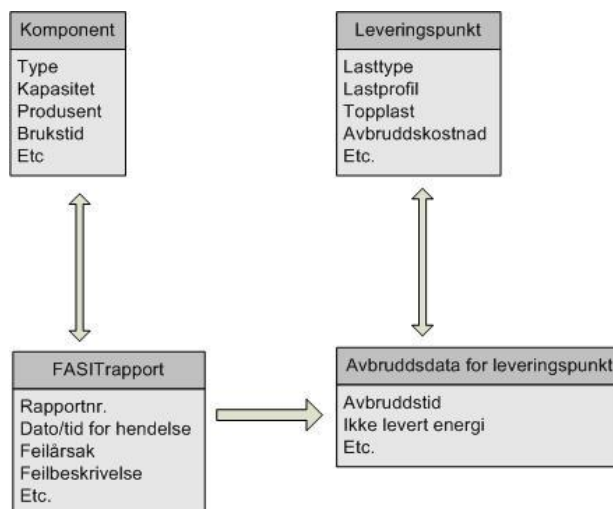 Komponent
Type
Kapasitet
Produsent
Brukstid
Etc
Leveringspunkt
Lasttype
Lastprofil
Topplast
Avbruddskostnad
Etc.
FASITrapport
Rapportnr.
Dato/tid for hendelse
Feilårsak
Feilbeskrivelse
Etc.
Avbruddsdata for leveringspunkt
Avbruddstid
Ikke levert energi
Etc.